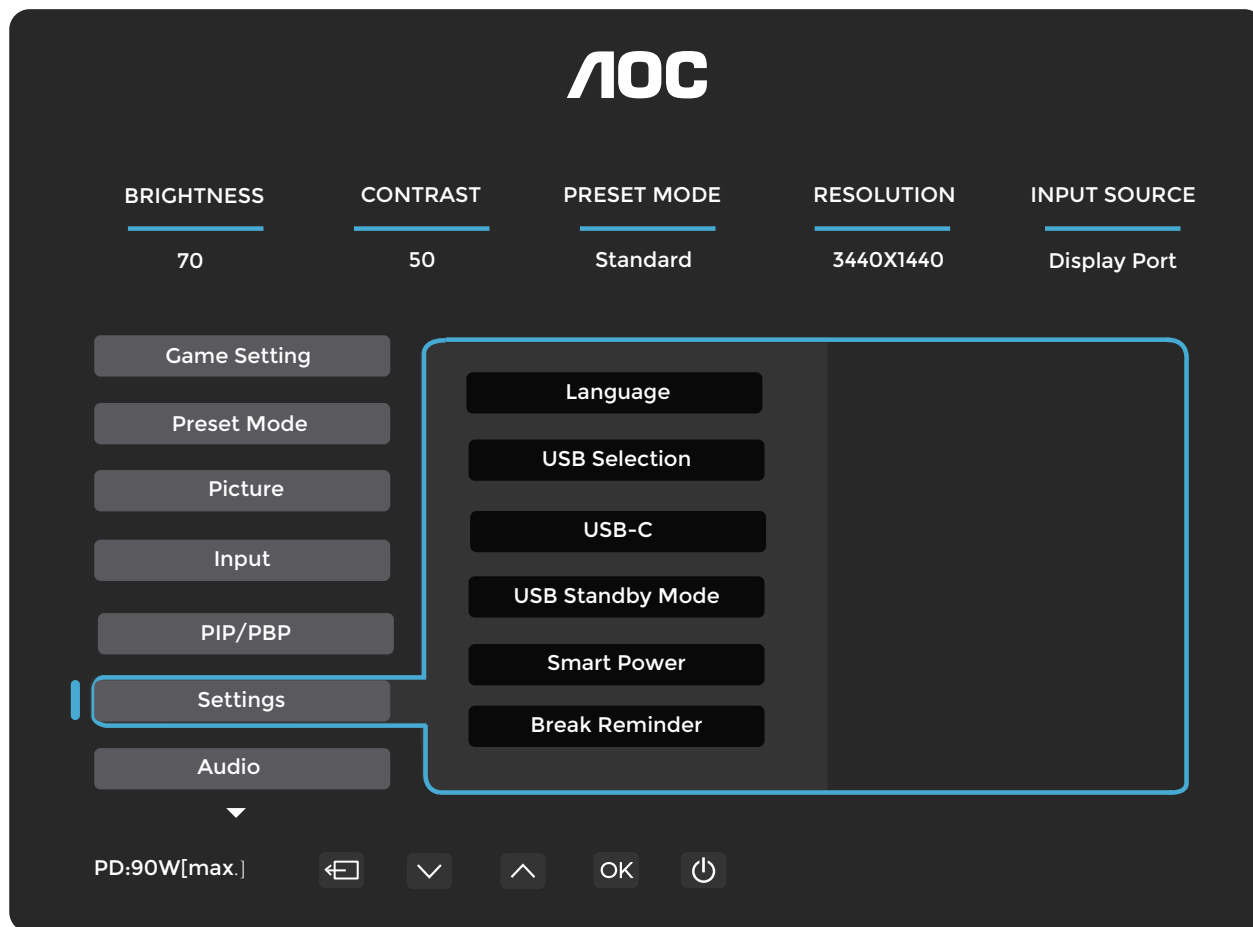 AOC
BRIGHTNESS CONTRAST PRESET MODE RESOLUTION INPUT SOURCE
70 50 Standard 3440X1440 Display Port
Game Setting
Language
Preset Mode
USB Selection
Picture
USB-C
Input
USB Standby Mode
PIP/PBP
Smart Power
Settings
Break Reminder
Audio
PD:90W[max.] OK